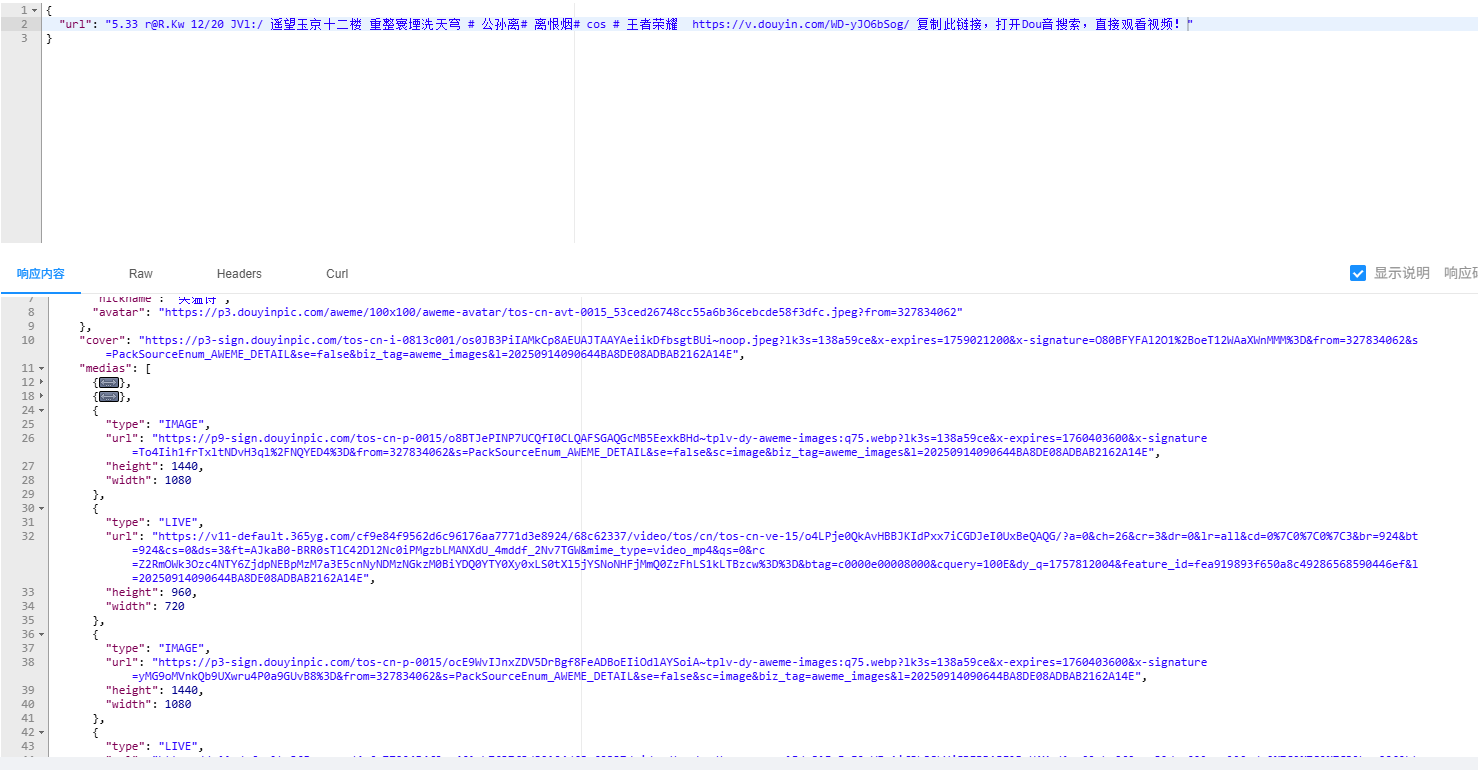 1 {
2 "url": "5.33 r@R.Kw 12/20 JVl:/ 遥望玉京十二楼 重整寰堙洗天穹 # 公孙离# 离恨烟# cos # 王者荣耀 https://v.douyin.com/WD-yJO6bSog/ 复制此链接，打开Dou音搜索，直接观看视频！"
3 }
响应内容 Raw Headers Curl 显示说明 响应码
7 "nickname":
8 "avatar": "https://p3.douyinpic.com/aweme/100x100/aweme-avatar/tos-cn-avt-0015_53ced26748cc55a6b36cebcde58f3dfc.jpeg?from=327834062"
9 },
10 "cover": "https://p3-sign.douyinpic.com/tos-cn-i-0813c001/os0JB3PiIAMkCp8AEUAJTAAYAeiikDfbsgtBUi~noop.jpeg?lk3s=138a59ce&x-expires=1759021200&x-signature=O80BFYFAl2O1%2BoeT12WAaXWnMMM%3D&from=327834062&s
=PackSourceEnum_AWEME_DETAIL&se=false&biz_tag=aweme_images&l=20250914090644BA8DE08ADBAB2162A14E",
11 "medias": [
12 {},
18 {},
24 {
25 "type": "IMAGE",
26 "url": "https://p9-sign.douyinpic.com/tos-cn-p-0015/o8BTJePINP7UCQfI0CLQAFSGAQGcMB5EexkBHd~tplv-dy-aweme-images:q75.webp?lk3s=138a59ce&x-expires=1760403600&x-signature
=To4Iih1frTxltNDvH3ql%2FNQYED4%3D&from=327834062&s=PackSourceEnum_AWEME_DETAIL&se=false&sc=image&biz_tag=aweme_images&l=20250914090644BA8DE08ADBAB2162A14E",
27 "height": 1440,
28 "width": 1080
29 },
30 {
31 "type": "LIVE",
32 "url": "https://v11-default.365yg.com/cf9e84f9562d6c96176aa7771d3e8924/68c62337/video/tos/cn/tos-cn-ve-15/o4LPje0QkAvHBBJKIdPxx7iCGDJeI0UxBeQAQG/?a=0&ch=26&cr=3&dr=0&lr=all&cd=0%7C0%7C0%7C3&br=924&bt
=924&cs=0&ds=3&ft=AJkaB0-BRR0sTlC42Dl2Nc0iPMgzbLMANXdU_4mddf_2Nv7TGW&mime_type=video_mp4&qs=0&rc
=Z2RmOWk3Ozc4NTY6ZjdpNEBpMzM7a3E5cnNyNDMzNGkzM0BiYDQ0YTY0Xy0xLS0tXl5jYSNoNHFjMmQ0ZzFhLS1kLTBzcw%3D%3D&btag=c0000e00008000&cquery=100E&dy_q=1757812004&feature_id=fea919893f650a8c49286568590446ef&l
=20250914090644BA8DE08ADBAB2162A14E",
33 "height": 960,
34 "width": 720
35 },
36 {
37 "type": "IMAGE",
38 "url": "https://p3-sign.douyinpic.com/tos-cn-p-0015/ocE9WvIJnxZDV5DrBgf8FeADBoEIiOdlAYSoiA~tplv-dy-aweme-images:q75.webp?lk3s=138a59ce&x-expires=1760403600&x-signature
=yMG9oMVnkQb9UXwru4P0a9GUvB8%3D&from=327834062&s=PackSourceEnum_AWEME_DETAIL&se=false&sc=image&biz_tag=aweme_images&l=20250914090644BA8DE08ADBAB2162A14E",
39 "height": 1440,
40 "width": 1080
41 },
42 {
43 "type": "LIVE",